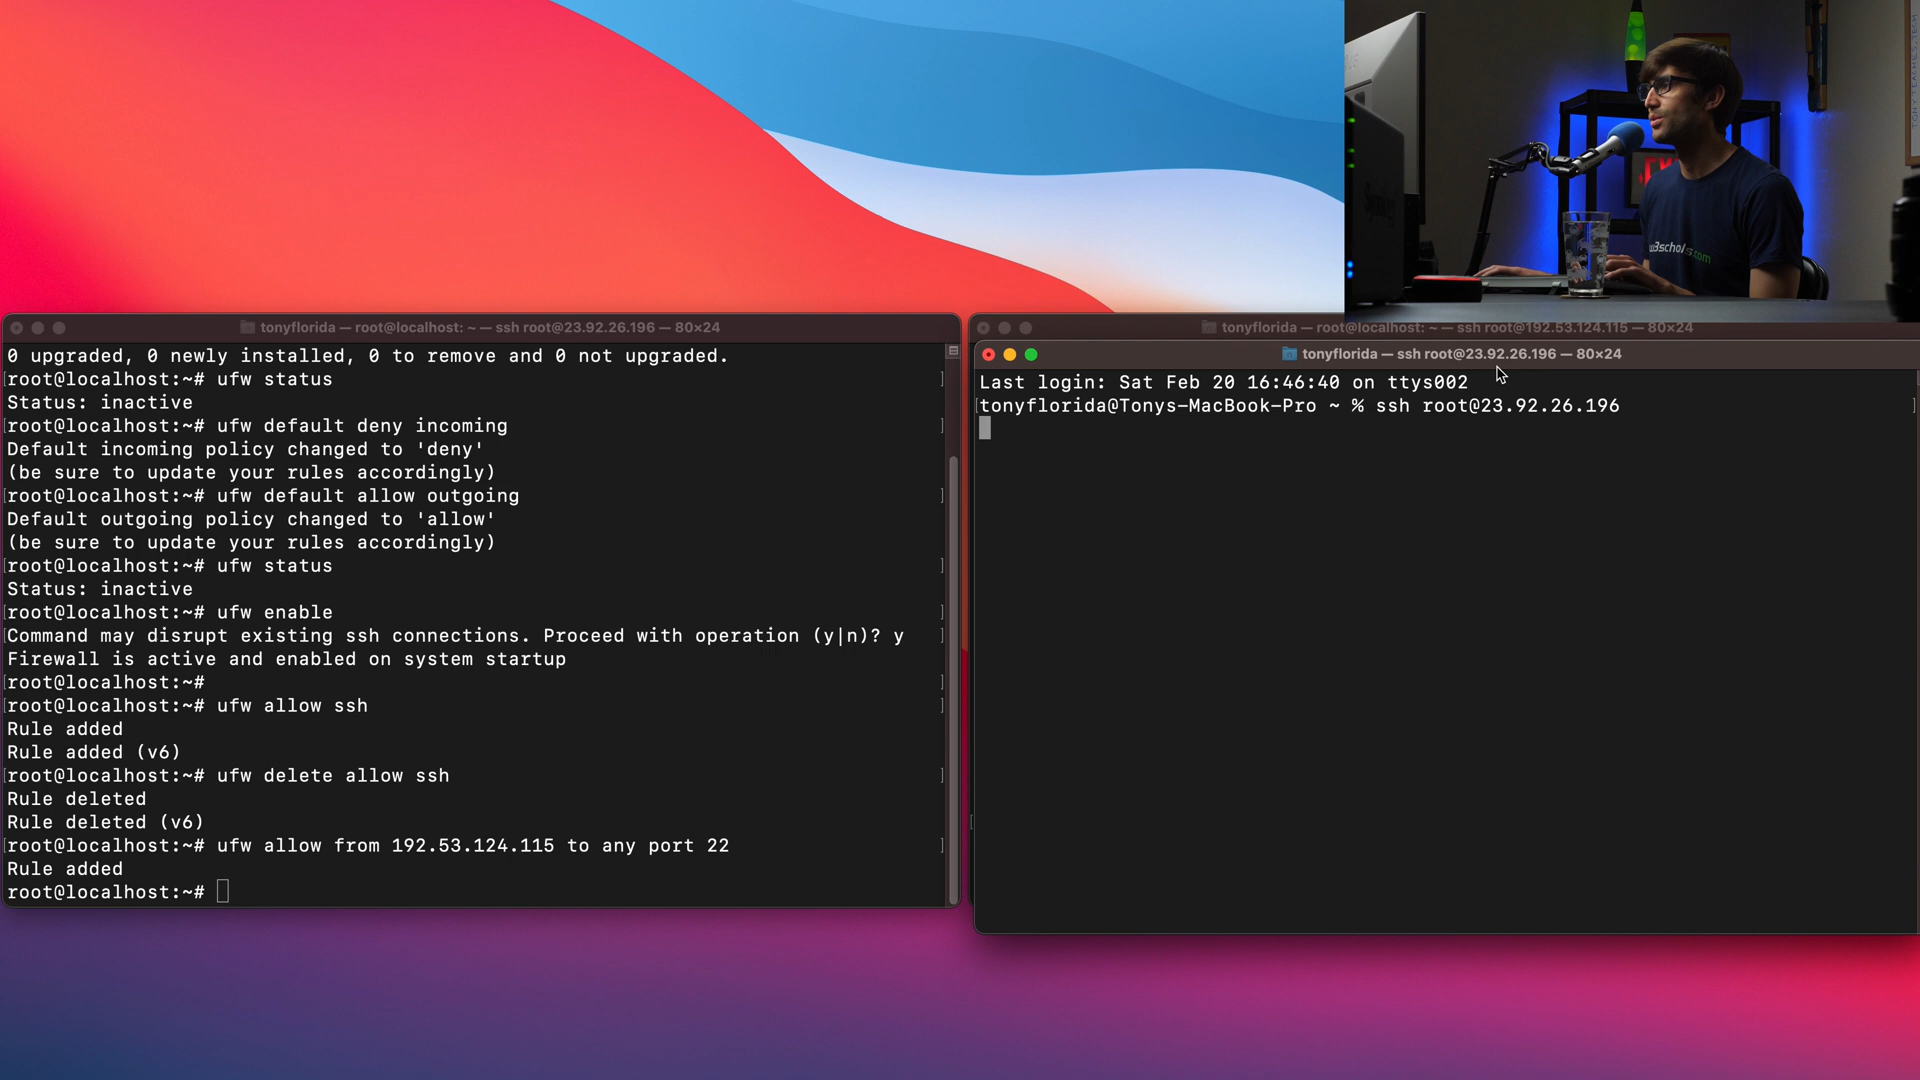 tonyflorida — root@localhost: ~ — ssh root@23.92.26.196 — 80×24
0 upgraded, 0 newly installed, 0 to remove and 0 not upgraded.
[root@localhost:~# ufw status ]
Status: inactive
[root@localhost:~# ufw default deny incoming ]
Default incoming policy changed to 'deny'
(be sure to update your rules accordingly)
[root@localhost:~# ufw default allow outgoing ]
Default outgoing policy changed to 'allow'
(be sure to update your rules accordingly)
[root@localhost:~# ufw status ]
Status: inactive
[root@localhost:~# ufw enable ]
[Command may disrupt existing ssh connections. Proceed with operation (y|n)? y ]
Firewall is active and enabled on system startup
[root@localhost:~# ]
[root@localhost:~# ufw allow ssh ]
Rule added
Rule added (v6)
[root@localhost:~# ufw delete allow ssh ]
Rule deleted
Rule deleted (v6)
[root@localhost:~# ufw allow from 192.53.124.115 to any port 22 ]
Rule added
root@localhost:~#
tonyflorida — root@localhost: ~ — ssh root@192.53.124.115 — 80×24
tonyflorida — ssh root@23.92.26.196 — 80×24
Last login: Sat Feb 20 16:46:40 on ttys002
[tonyflorida@Tonys-MacBook-Pro ~ % ssh root@23.92.26.196 ]
w3schools.com
TONYTEACHES.TECH